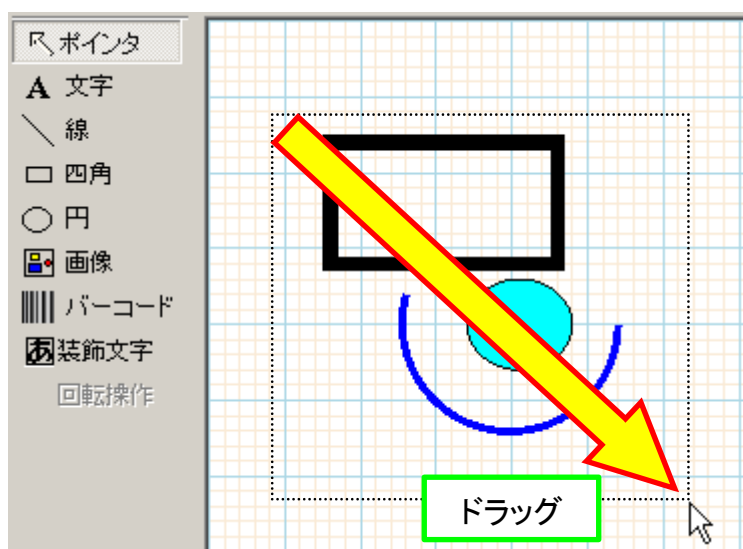 ポインタ
A 文字
線
四角
円
画像
バーコード
あ装飾文字
回転操作
ドラッグ